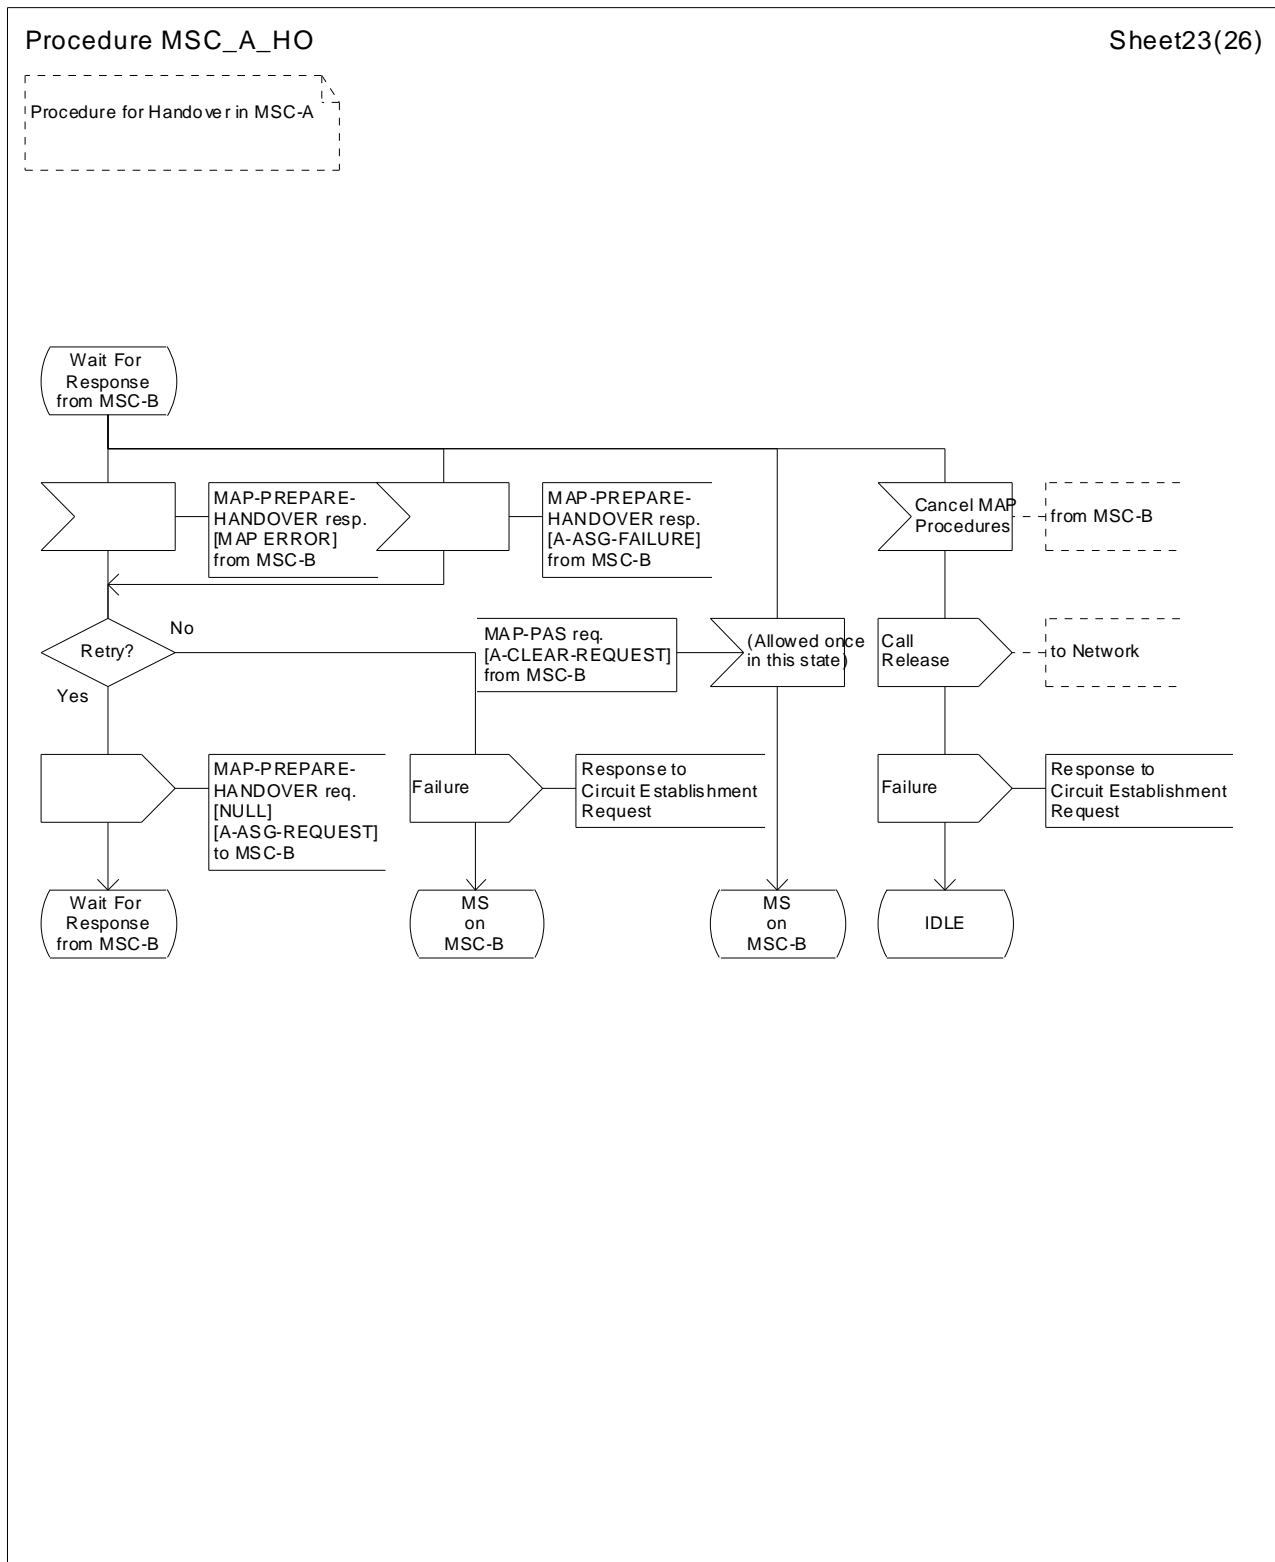 Procedure MSC_A_HO
Sheet23(26)
Procedure for Handover in MSC-A
Wait For
Response
from MSC-B
MAP-PREPARE-
HANDOVER resp.
[MAP ERROR]
from MSC-B
MAP-PREPARE-
HANDOVER resp.
[A-ASG-FAILURE]
from MSC-B
Cancel MAP
Procedures
from MSC-B
Retry?
No
Yes
MAP-PAS req.
[A-CLEAR-REQUEST]
from MSC-B
(Allowed once
in this state)
Call
Release
to Network
MAP-PREPARE-
HANDOVER req.
[NULL]
[A-ASG-REQUEST]
to MSC-B
Failure
Response to
Circuit Establishment
Request
Failure
Response to
Circuit Establishment
Request
Wait For
Response
from MSC-B
MS
on
MSC-B
MS
on
MSC-B
IDLE